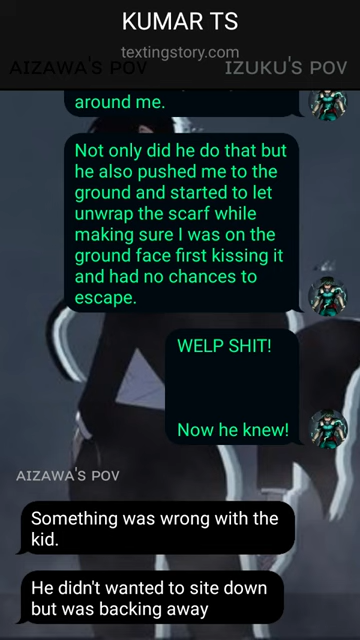 KUMAR TS
textingstory.com
AIZAWA'S POV
IZUKU'S POV
around me.
Not only did he do that but
he also pushed me to the
ground and started to let
unwrap the scarf while
making sure I was on the
ground face first kissing it
and had no chances to
escape.
WELP SHIT!
Now he knew!
AIZAWA'S POV
Something was wrong with the
kid.
He didn't wanted to site down
but was backing away